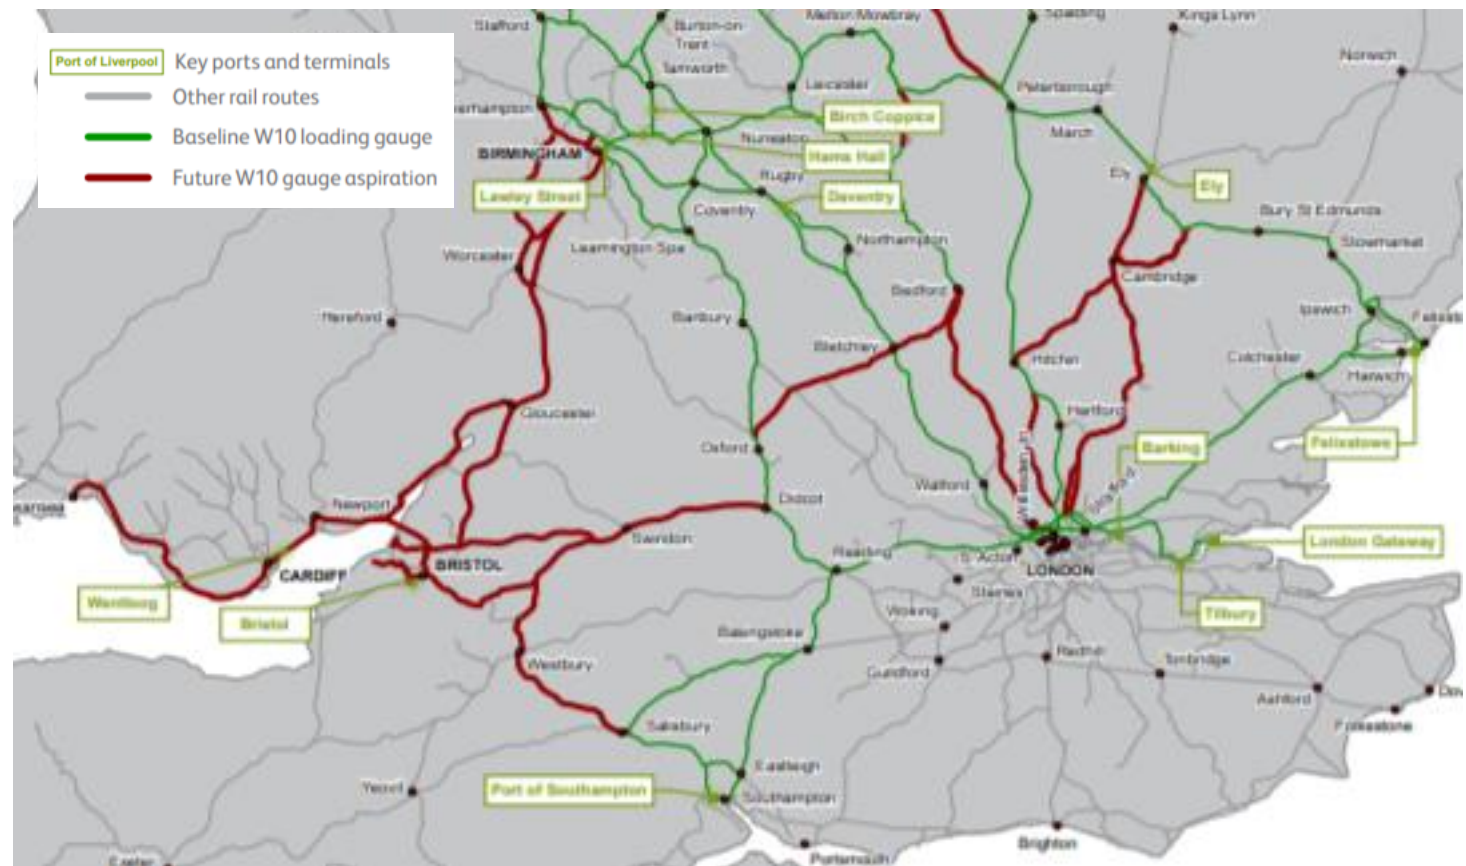 Port of Liverpool Key ports and terminals
Other rail routes
Baseline W10 loading gauge
Future W10 gauge aspiration
Stafford
Burton-on-
Trent
Melton Mowbray
Spalding
Kings Lynn
Norwich
Tamworth
Leicester
Peterborough
erhampton
Birch Coppice
March
BIRMINGHAM
Nuneaton
Hams Hall
Ely
Ely
Lawley Street
Rugby
Daventry
Coventry
Bury St Edmunds
Stowmarket
Leamington Spa
Northampton
Worcester
Cambridge
Bedford
Hereford
Banbury
Ipswich
Bletchley
Hitchin
Colchester
Harwich
Gloucester
Hertford
Oxford
Barking
Felixstowe
Watford
Newport
Didcot
Swindon
Reading
S. Acton
London Gateway
CARDIFF
BRISTOL
LONDON
Staines
Wentloog
Bristol
Woking
Tilbury
Basingstoke
Guildford
Redhill
Tonbridge
Westbury
Ashford
Dov
Folkestone
Salisbury
Eastleigh
Yeovil
Port of Southampton
Southampton
Brighton
Portsmouth
Exeter